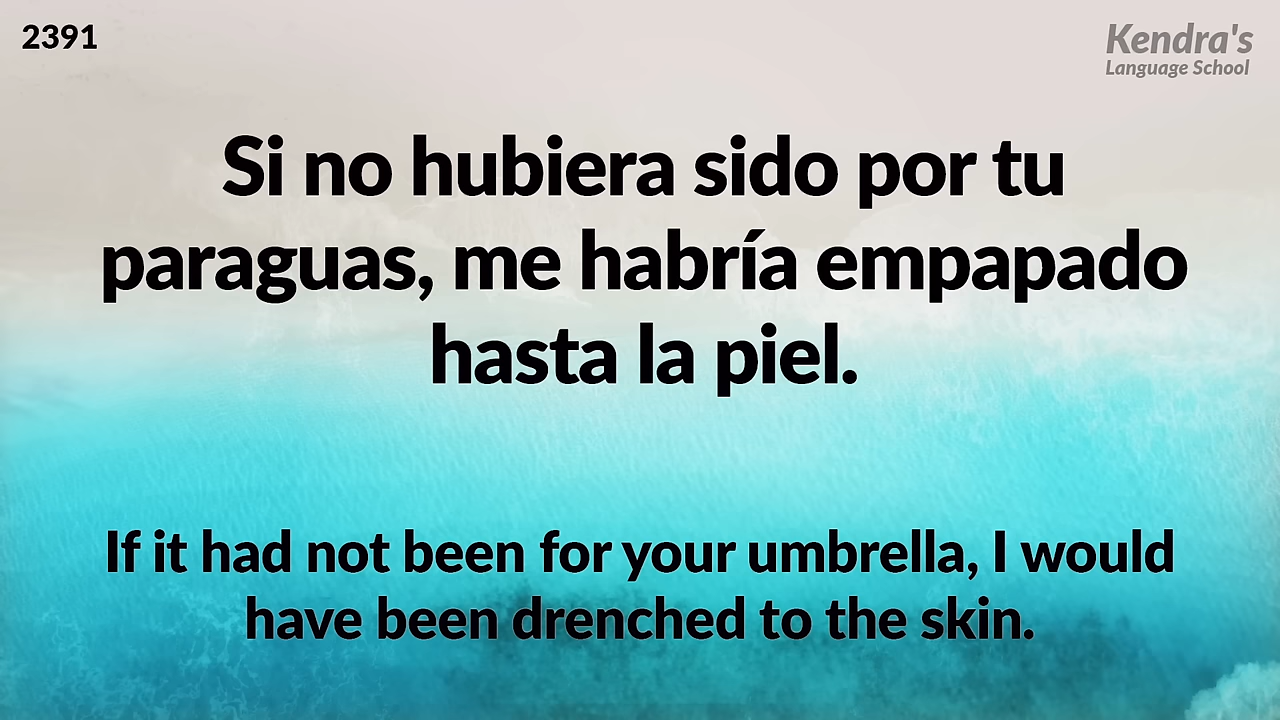 2391
Kendra's
Language School
Si no hubiera sido por tu
paraguas, me habría empapado
hasta la piel.
If it had not been for your umbrella, I would
have been drenched to the skin.